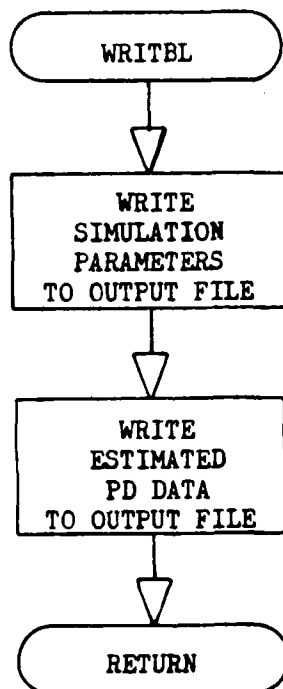 WRITBL
WRITE
SIMULATION
PARAMETERS
TO OUTPUT FILE
WRITE
ESTIMATED
PD DATA
TO OUTPUT FILE
RETURN